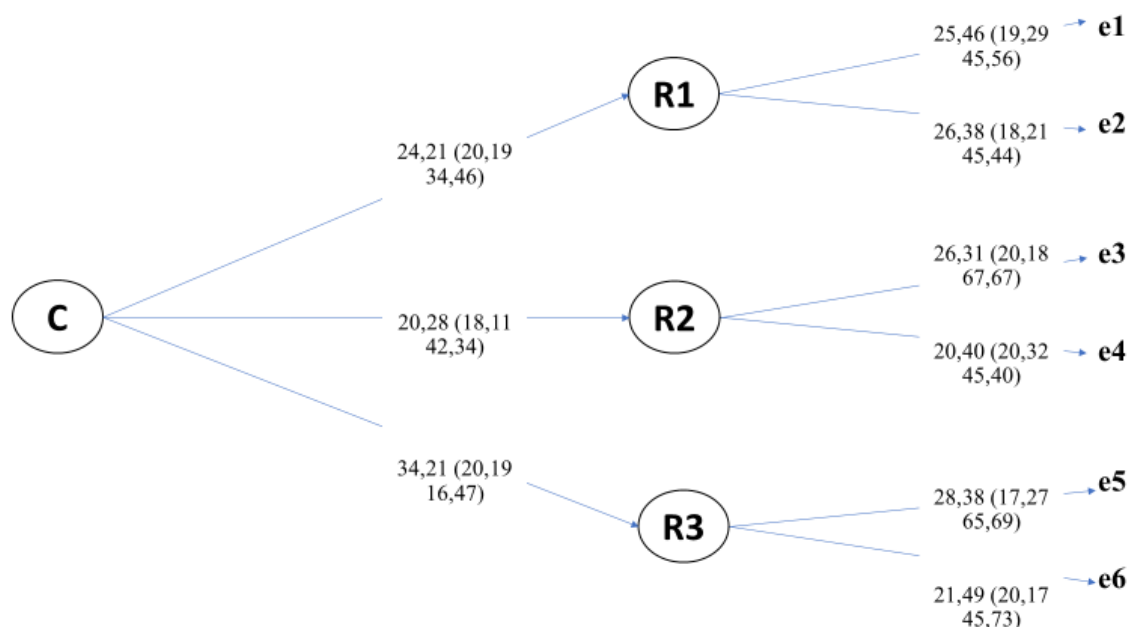 25,46 (19,29
45,56)
e1
R1
26,38 (18,21
45,44)
e2
24,21 (20,19
34,46)
26,31 (20,18
67,67)
e3
C
R2
20,28 (18,11
42,34)
20,40 (20,32
45,40)
e4
34,21 (20,19
16,47)
28,38 (17,27
65,69)
e5
R3
21,49 (20,17
45,73)
e6